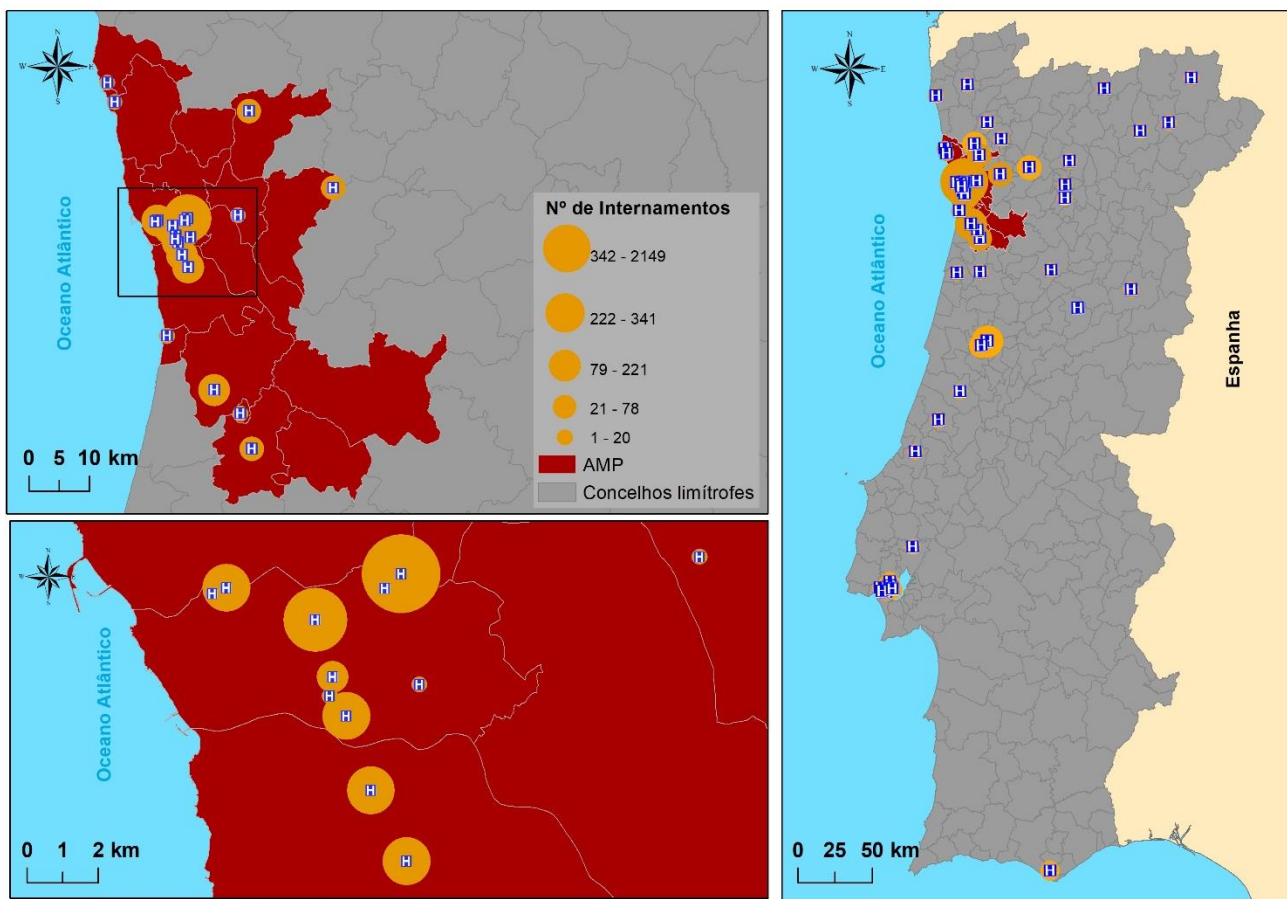 N
W
E
S
Oceano Atlântico
0 5 10 km
Nº de Internamentos
342 - 2149
222 - 341
79 - 221
21 - 78
1 - 20
AMP
Concelhos limítrofes
H
H
H
H
H
H
H
H
H
H
N
W
E
S
Oceano Atlântico
0 1 2 km
H
H
H
H
H
H
H
H
H
H
H
H
N
W
E
S
Oceano Atlântico
Espanha
0 25 50 km